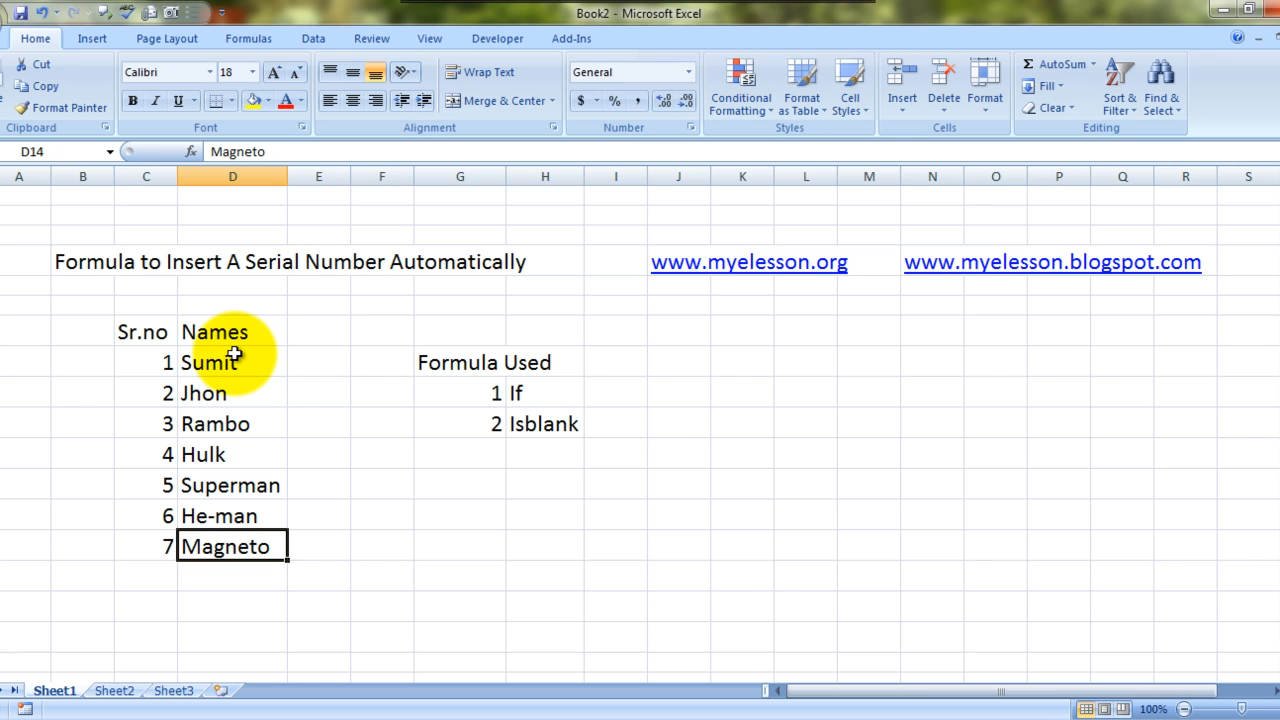 Book2 - Microsoft Excel
Home Insert Page Layout Formulas Data Review View Developer Add-Ins
Cut
Copy
Format Painter
Clipboard
Calibri 18
B I U A
Font
Wrap Text
Merge & Center
Alignment
General
$ % ,
Number
Conditional Formatting
Format as Table
Cell Styles
Styles
Insert Delete Format
Cells
Σ AutoSum
Fill
Clear
Sort & Filter
Find & Select
Editing
D14 fx Magneto
A B C D E F G H I J K L M N O P Q R S
Formula to Insert A Serial Number Automatically www.myelesson.org www.myelesson.blogspot.com
Sr.no Names
1 Sumit Formula Used
2 Jhon 1 If
3 Rambo 2 Isblank
4 Hulk
5 Superman
6 He-man
7 Magneto
Sheet1 Sheet2 Sheet3
100%